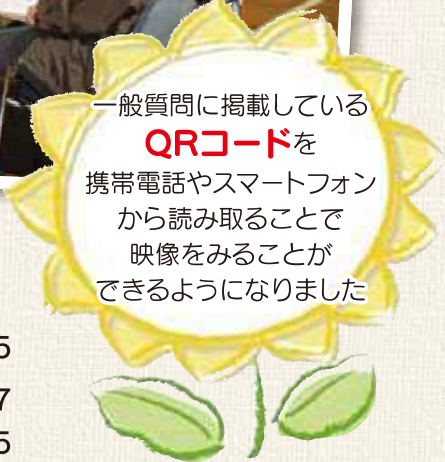 一般質問に掲載している
QRコードを
携帯電話やスマートフォン
から読み取ることで
映像をみることが
できるようになりました
5
7
5